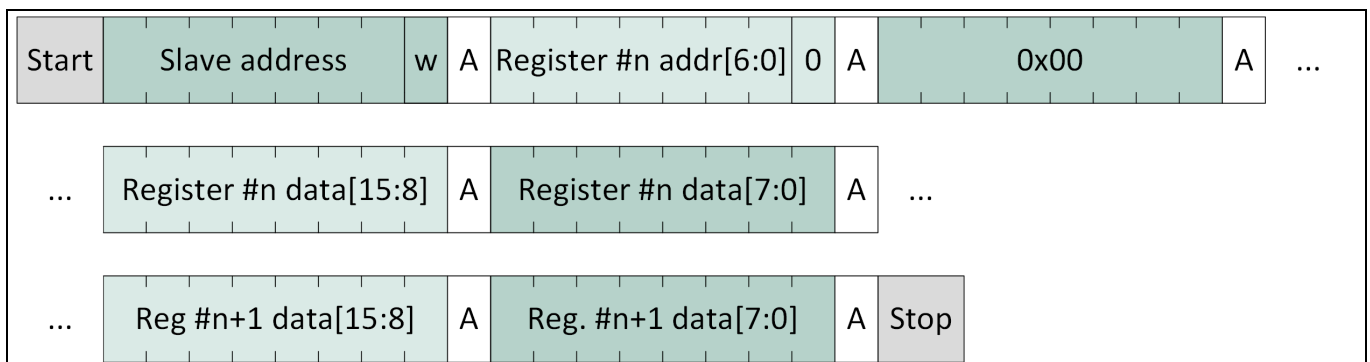 Start Slave address w A Register #n addr[6:0] 0 A 0x00 A ...
... Register #n data[15:8] A Register #n data[7:0] A ...
... Reg #n+1 data[15:8] A Reg. #n+1 data[7:0] A Stop